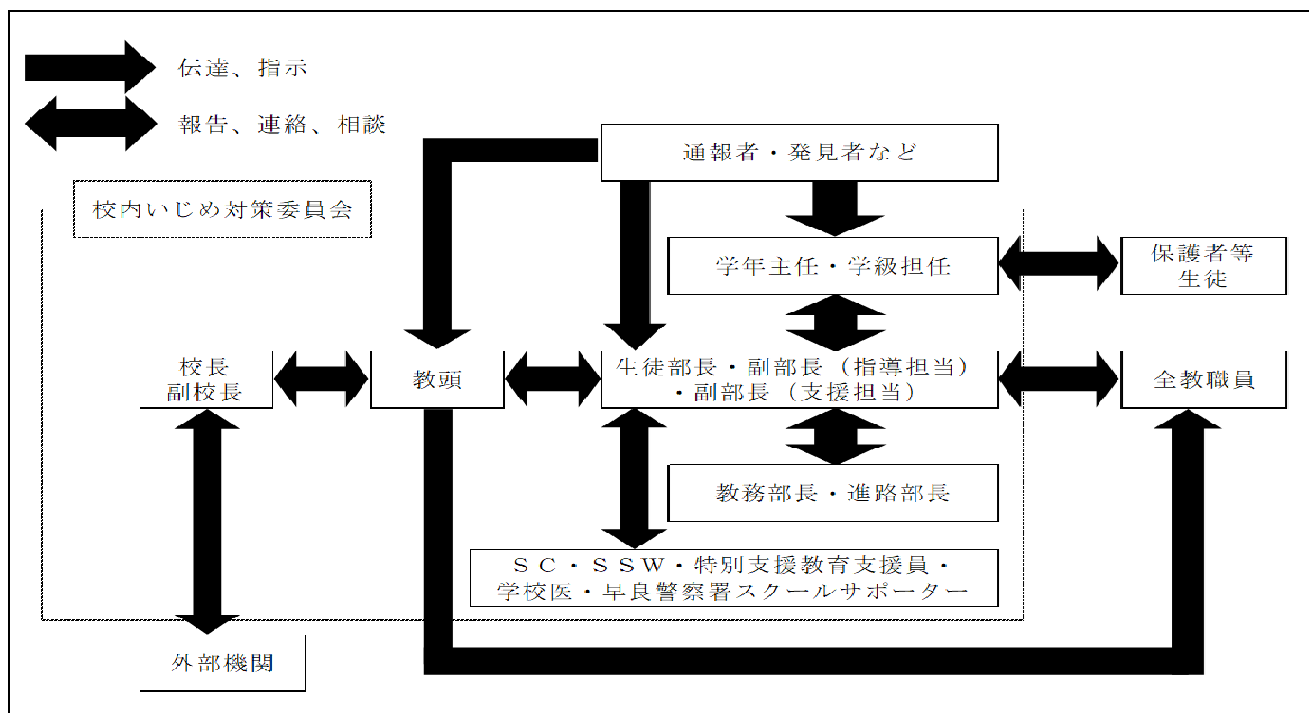 伝達、指示
報告、連絡、相談
通報者・発見者など
校内いじめ対策委員会
学年主任・学級担任
保護者等
生徒
校長
副校長
教頭
生徒部長・副部長（指導担当）
・副部長（支援担当）
全教職員
教務部長・進路部長
ＳＣ・ＳＳＷ・特別支援教育支援員・
学校医・早良警察署スクールサポーター
外部機関